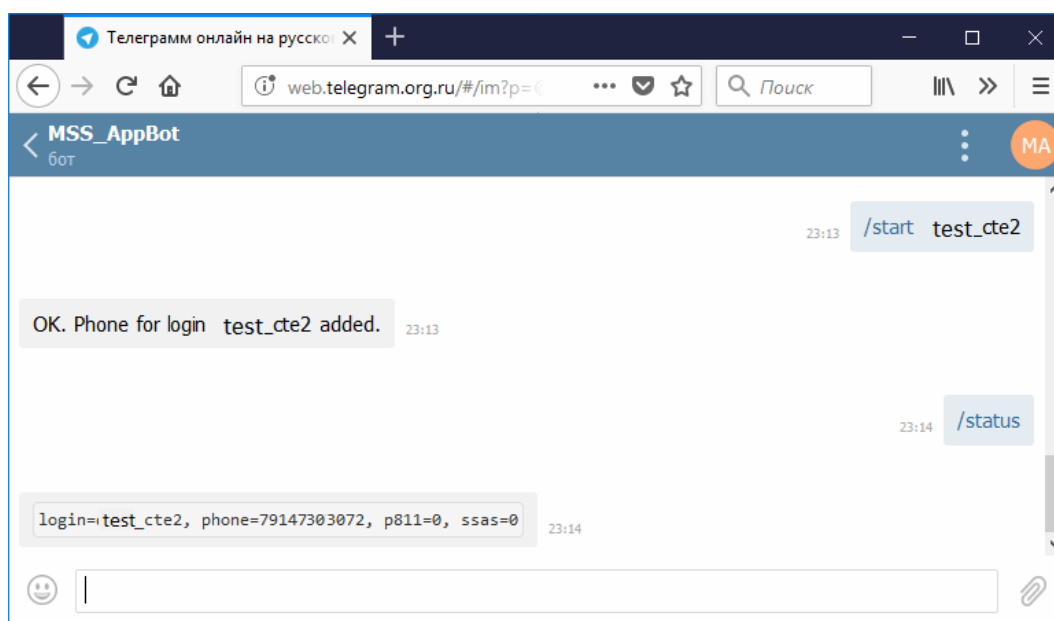 Телеграмм онлайн на русско
web.telegram.org.ru/#/im?p=
Поиск
MSS_AppBot
бот
MA
23:13 /start test_cte2
OK. Phone for login test_cte2 added. 23:13
23:14 /status
login=test_cte2, phone=79147303072, p811=0, ssas=0 23:14